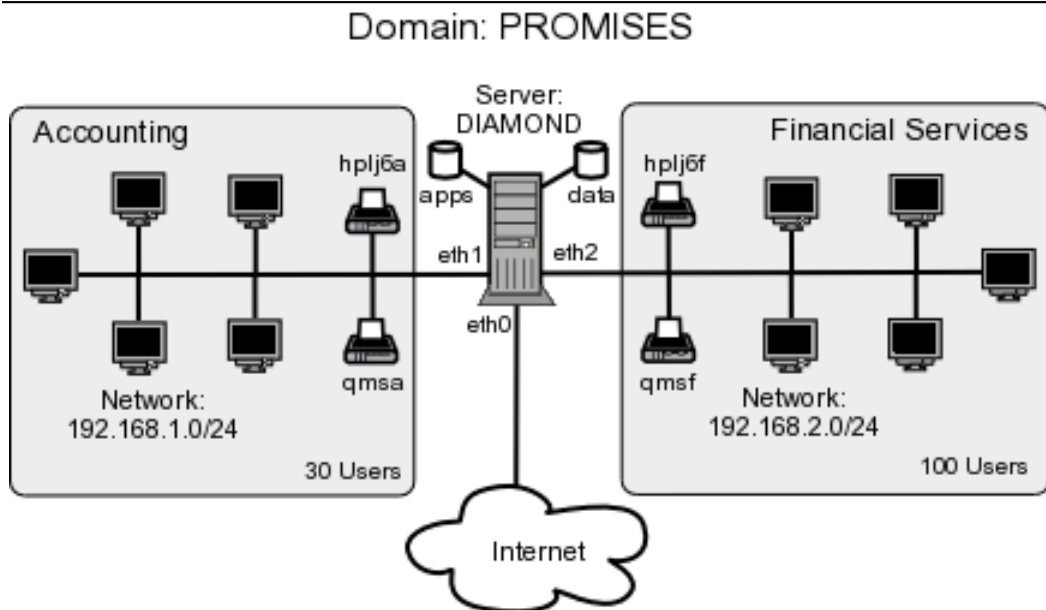 Domain: PROMISES
Server:
DIAMOND
Accounting
hplj6a
apps
data
hplj6f
Financial Services
eth1
eth2
eth0
qmsa
qmsf
Network:
192.168.1.0/24
30 Users
Network:
192.168.2.0/24
100 Users
Internet